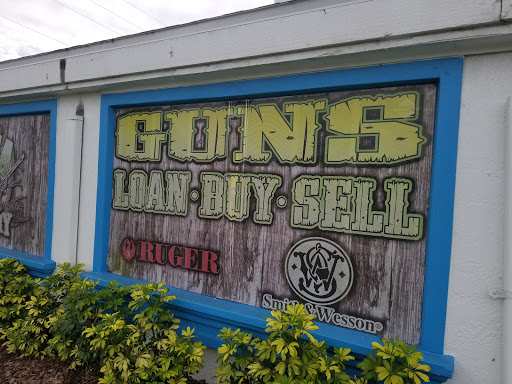 GUNS
LOAN · BUY · SELL
RUGER
Smith & Wesson®